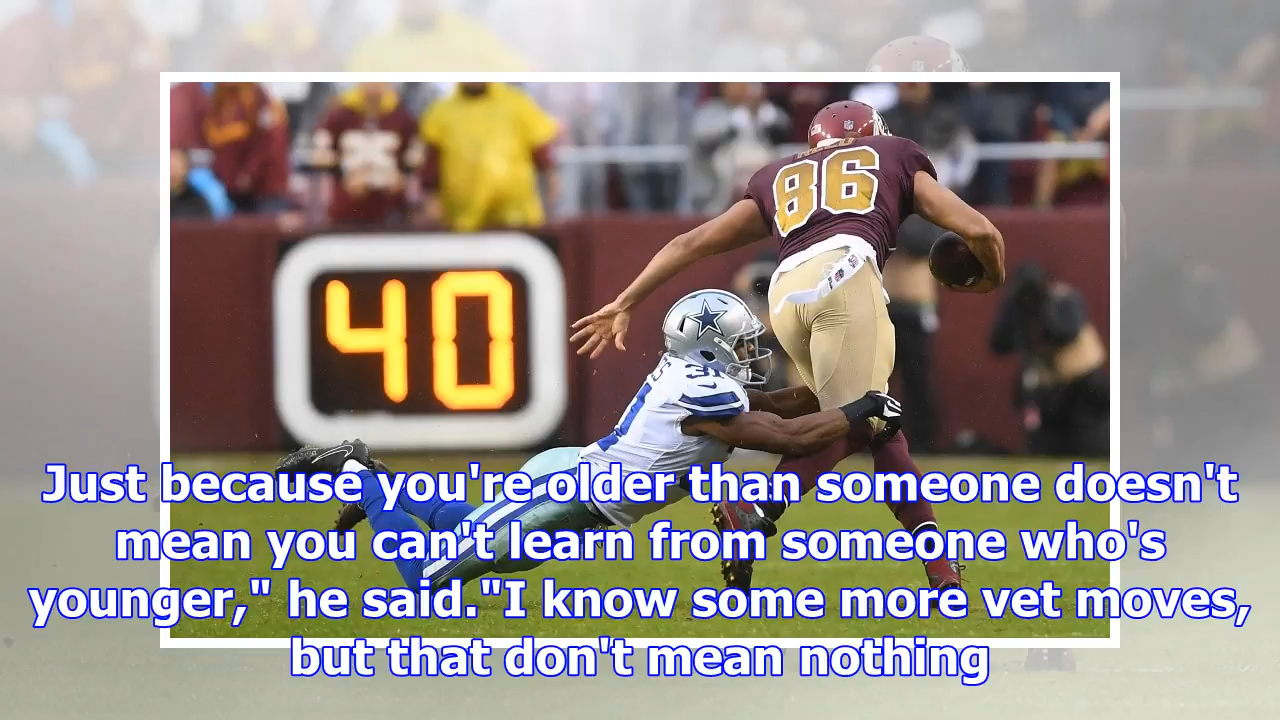 86
40
31
Just because you're older than someone doesn't
mean you can't learn from someone who's
younger," he said."I know some more vet moves,
but that don't mean nothing